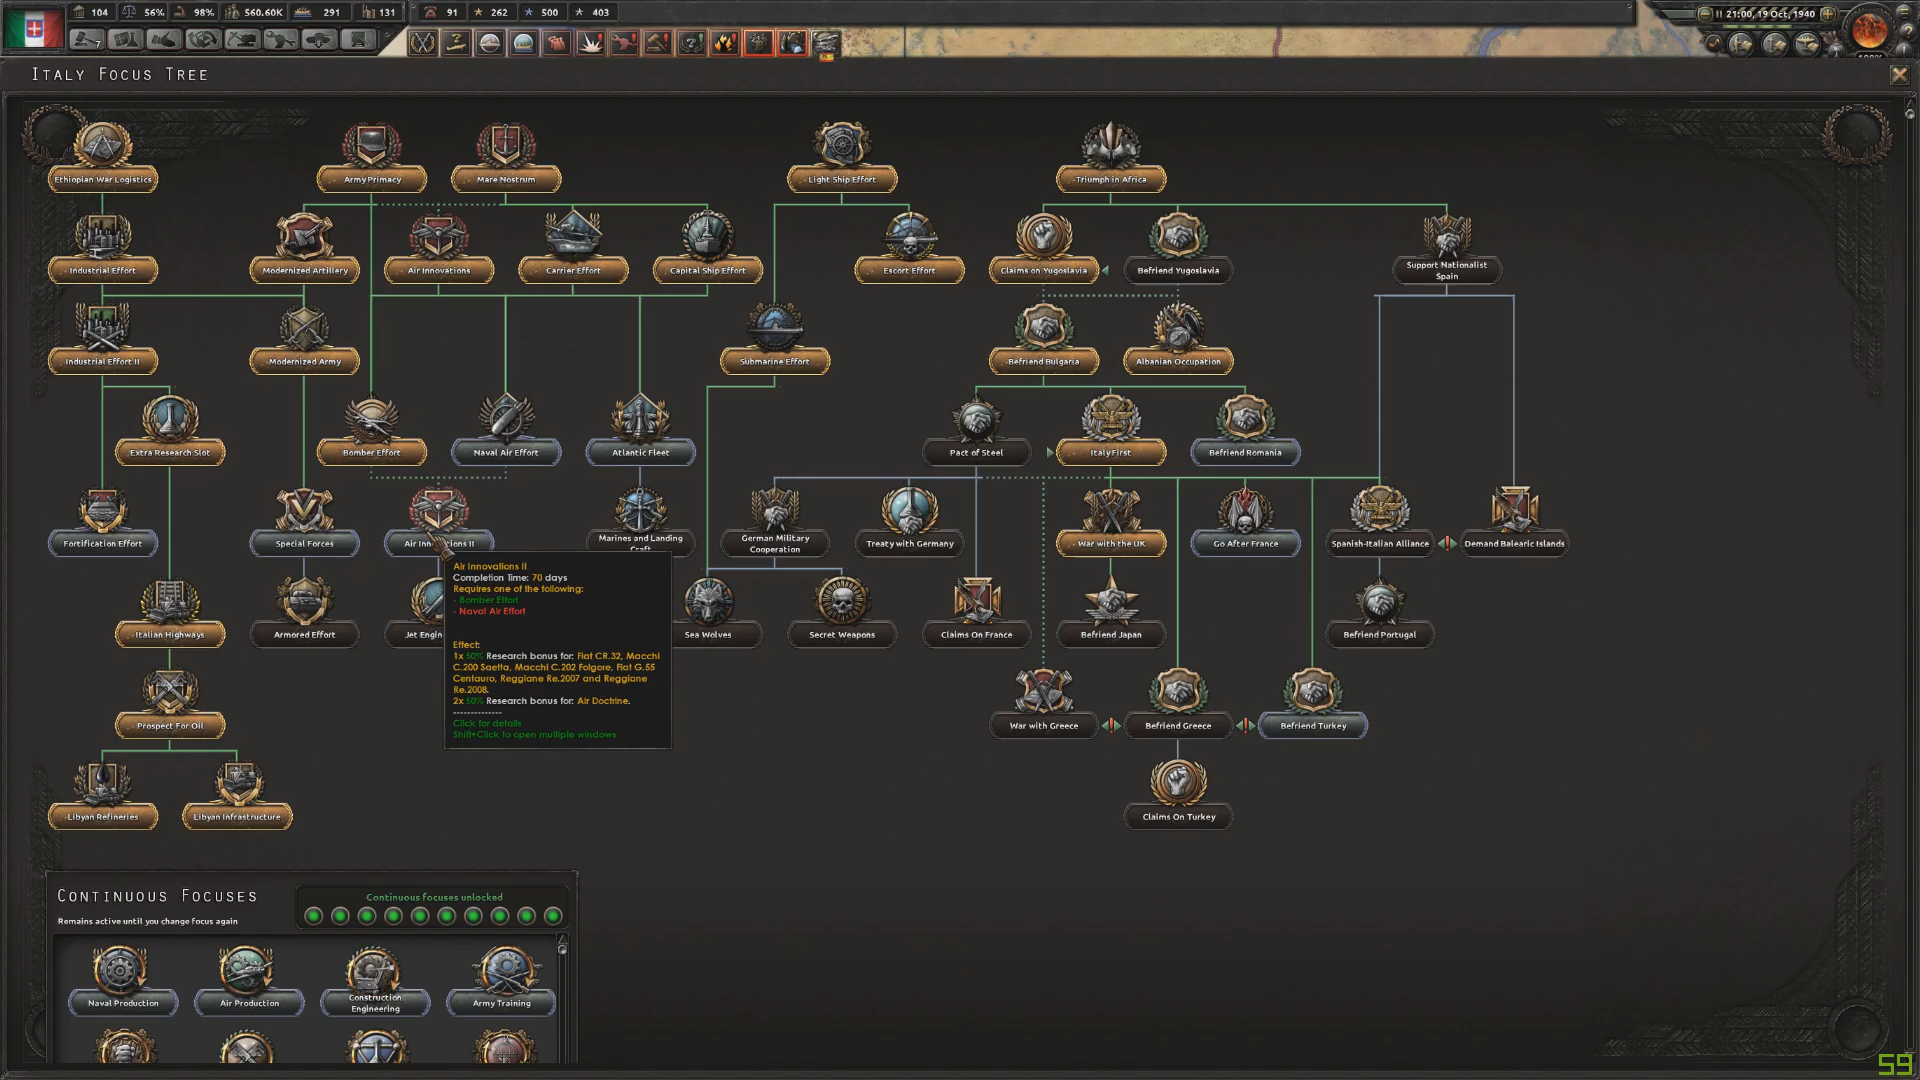 104 56% 98% 560.60K 291 131 91 262 500 403
21:00, 19 Oct, 1940
Italy Focus Tree
Ethiopian War Logistics
Army Primacy
Mare Nostrum
Light Ship Effort
Triumph in Africa
Industrial Effort
Modernized Artillery
Air Innovations
Carrier Effort
Capital Ship Effort
Escort Effort
Claims on Yugoslavia
Befriend Yugoslavia
Support Nationalist
Spain
Industrial Effort II
Modernized Army
Submarine Effort
Befriend Bulgaria
Albanian Occupation
Extra Research Slot
Bomber Effort
Naval Air Effort
Atlantic Fleet
Pact of Steel
Italy First
Befriend Romania
Fortification Effort
Special Forces
Marines and Landing
German Military
Cooperation
Treaty with Germany
War with the UK
Go After France
Spanish-Italian Alliance
Demand Balearic Islands
Air Innovations II
Completion Time: 70 days
Requires one of the following:
- Bomber Effort
- Naval Air Effort
Effect:
1x 50% Research bonus for: Fiat CR.32, Macchi
C.200 Saetta, Macchi C.202 Folgore, Fiat G.55
Centauro, Reggiane Re.2007 and Reggiane
Re.2008.
2x 50% Research bonus for: Air Doctrine.
--------------
Click for details
Shift+Click to open multiple windows
Italian Highways
Armored Effort
Jet Engin
Sea Wolves
Secret Weapons
Claims On France
Befriend Japan
Befriend Portugal
Prospect For Oil
War with Greece
Befriend Greece
Befriend Turkey
Libyan Refineries
Libyan Infrastructure
Claims On Turkey
Continuous Focuses
Continuous focuses unlocked
Remains active until you change focus again
Naval Production
Air Production
Construction
Engineering
Army Training
59